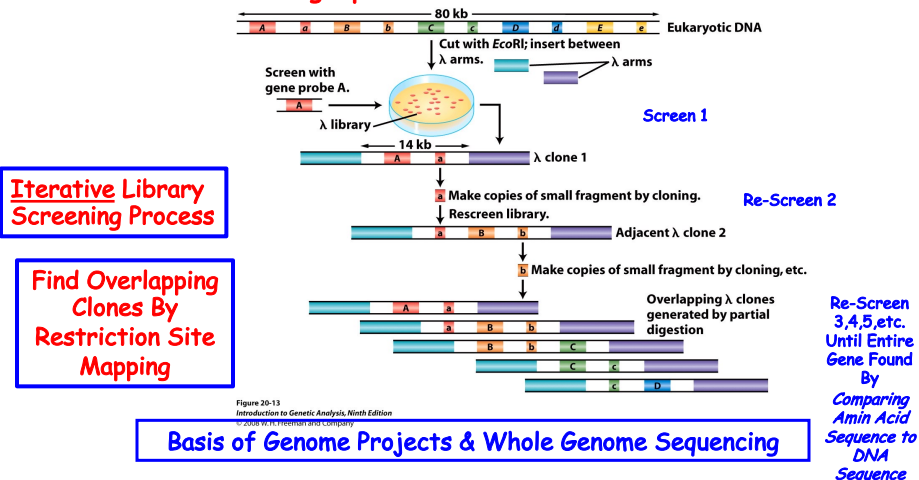 80 kb
A a B b C c D d E e
Eukaryotic DNA
Cut with EcoRI; insert between
λ arms.
λ arms
Screen with
gene probe A.
A
λ library
Screen 1
14 kb
A a
λ clone 1
Iterative Library
Screening Process
a Make copies of small fragment by cloning.
Rescreen library.
Re-Screen 2
a B b
Adjacent λ clone 2
b Make copies of small fragment by cloning, etc.
Find Overlapping
Clones By
Restriction Site
Mapping
A a
a B b
B b C
C c
c D
Overlapping λ clones
generated by partial
digestion
Re-Screen
3,4,5,etc.
Until Entire
Gene Found
By
Comparing
Amin Acid
Sequence to
DNA
Sequence
Figure 20-13
Introduction to Genetic Analysis, Ninth Edition
© 2008 W. H. Freeman and Company
Basis of Genome Projects & Whole Genome Sequencing